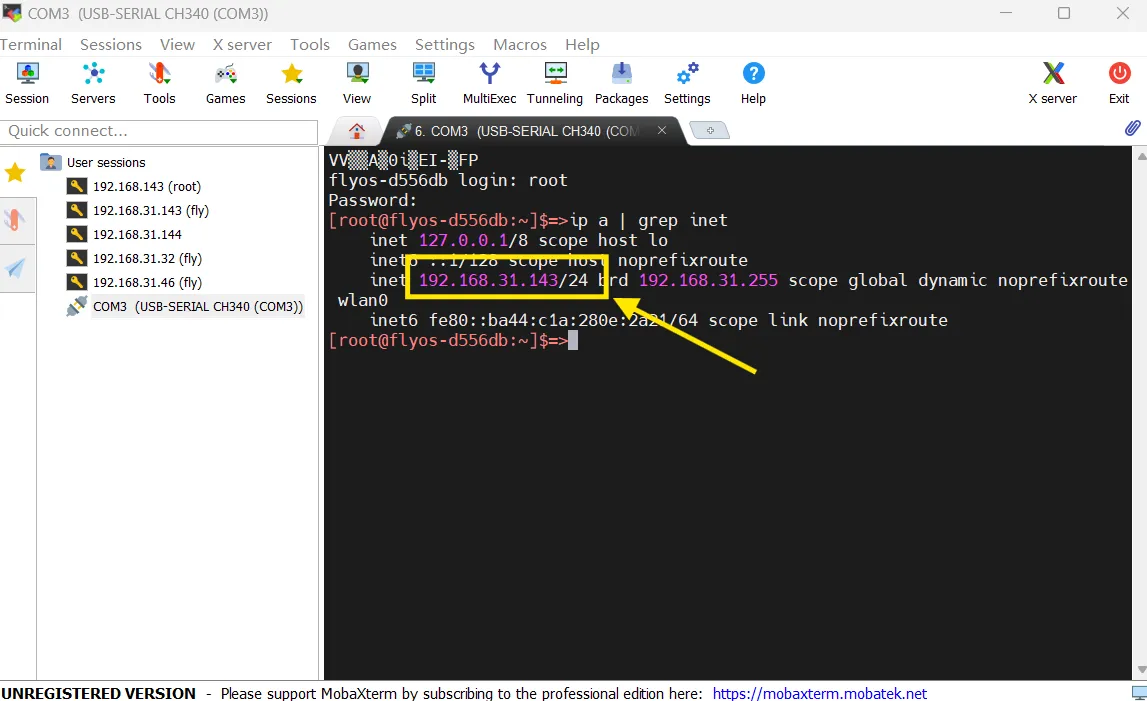 COM3 (USB-SERIAL CH340 (COM3))
Terminal Sessions View X server Tools Games Settings Macros Help
Session Servers Tools Games Sessions View Split MultiExec Tunneling Packages Settings Help X server Exit
Quick connect...
6. COM3 (USB-SERIAL CH340 (COM
User sessions
192.168.143 (root)
192.168.31.143 (fly)
192.168.31.144
192.168.31.32 (fly)
192.168.31.46 (fly)
COM3 (USB-SERIAL CH340 (COM3))
VV▒▒A▒0i▒EI-▒FP
flyos-d556db login: root
Password:
[root@flyos-d556db:~]$=>ip a | grep inet
inet 127.0.0.1/8 scope host lo
inet6 ::1/128 scope host noprefixroute
inet 192.168.31.143/24 brd 192.168.31.255 scope global dynamic noprefixroute
wlan0
inet6 fe80::ba44:c1a:280e:2a21/64 scope link noprefixroute
[root@flyos-d556db:~]$=>
UNREGISTERED VERSION - Please support MobaXterm by subscribing to the professional edition here: https://mobaxterm.mobatek.net